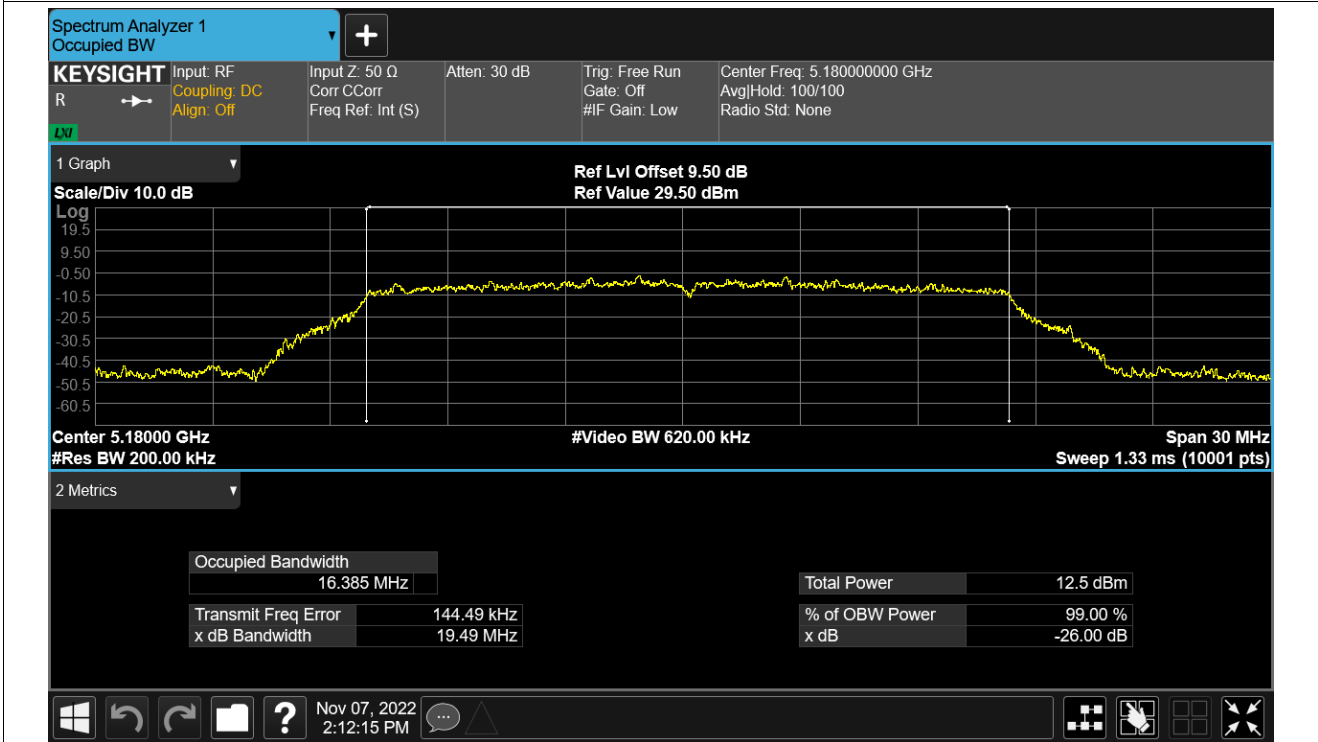 Spectrum Analyzer 1
Occupied BW
+
KEYSIGHT
R
LXI
Input: RF
Coupling: DC
Align: Off
Input Z: 50 Ω
Corr CCorr
Freq Ref: Int (S)
Atten: 30 dB
Trig: Free Run
Gate: Off
#IF Gain: Low
Center Freq: 5.180000000 GHz
Avg|Hold: 100/100
Radio Std: None
1 Graph
Scale/Div 10.0 dB
Ref Lvl Offset 9.50 dB
Ref Value 29.50 dBm
Log
19.5
9.50
-0.50
-10.5
-20.5
-30.5
-40.5
-50.5
-60.5
Center 5.18000 GHz
#Res BW 200.00 kHz
#Video BW 620.00 kHz
Span 30 MHz
Sweep 1.33 ms (10001 pts)
2 Metrics
Occupied Bandwidth
16.385 MHz
Transmit Freq Error 144.49 kHz
x dB Bandwidth 19.49 MHz
Total Power 12.5 dBm
% of OBW Power 99.00 %
x dB -26.00 dB
?
Nov 07, 2022
2:12:15 PM